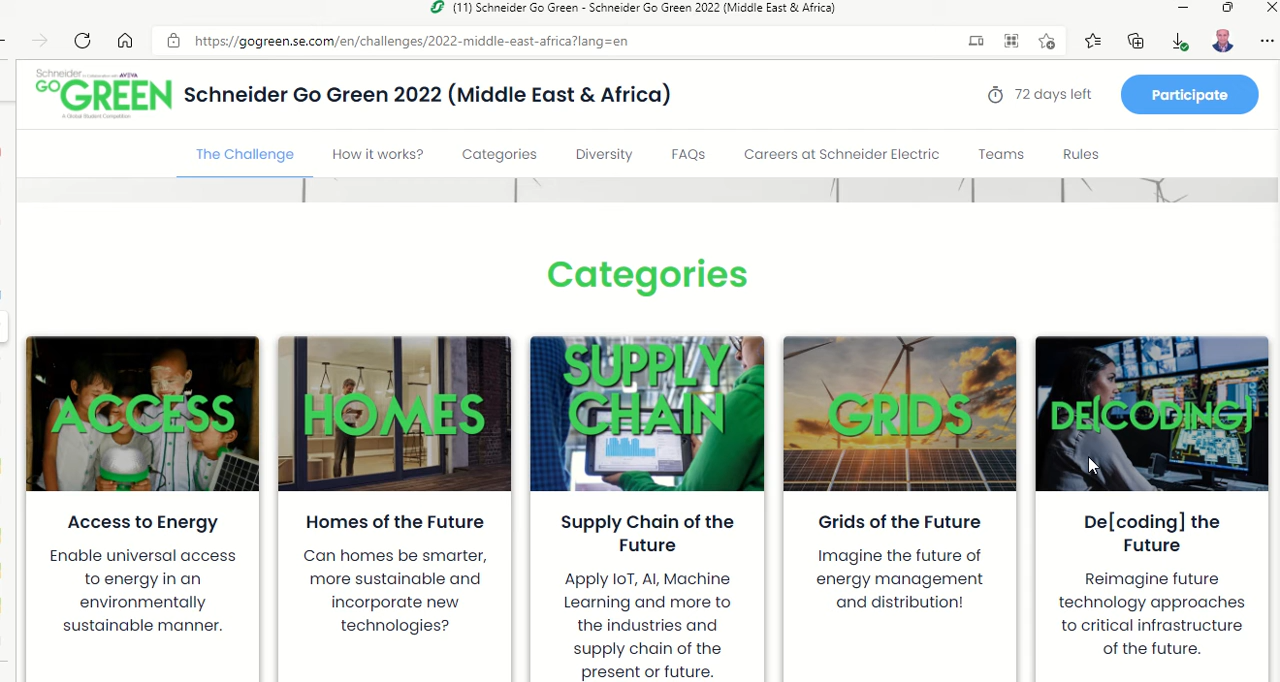 (11) Schneider Go Green - Schneider Go Green 2022 (Middle East & Africa)
https://gogreen.se.com/en/challenges/2022-middle-east-africa?lang=en
Schneider in collaboration with AVEVA
GO GREEN
A Global Student Competition
Schneider Go Green 2022 (Middle East & Africa)
72 days left
Participate
The Challenge
How it works?
Categories
Diversity
FAQs
Careers at Schneider Electric
Teams
Rules
Categories
ACCESS
Access to Energy
Enable universal access
to energy in an
environmentally
sustainable manner.
HOMES
Homes of the Future
Can homes be smarter,
more sustainable and
incorporate new
technologies?
SUPPLY
CHAIN
Supply Chain of the
Future
Apply IoT, AI, Machine
Learning and more to
the industries and
supply chain of the
present or future.
GRIDS
Grids of the Future
Imagine the future of
energy management
and distribution!
DE[CODING]
De[coding] the
Future
Reimagine future
technology approaches
to critical infrastructure
of the future.